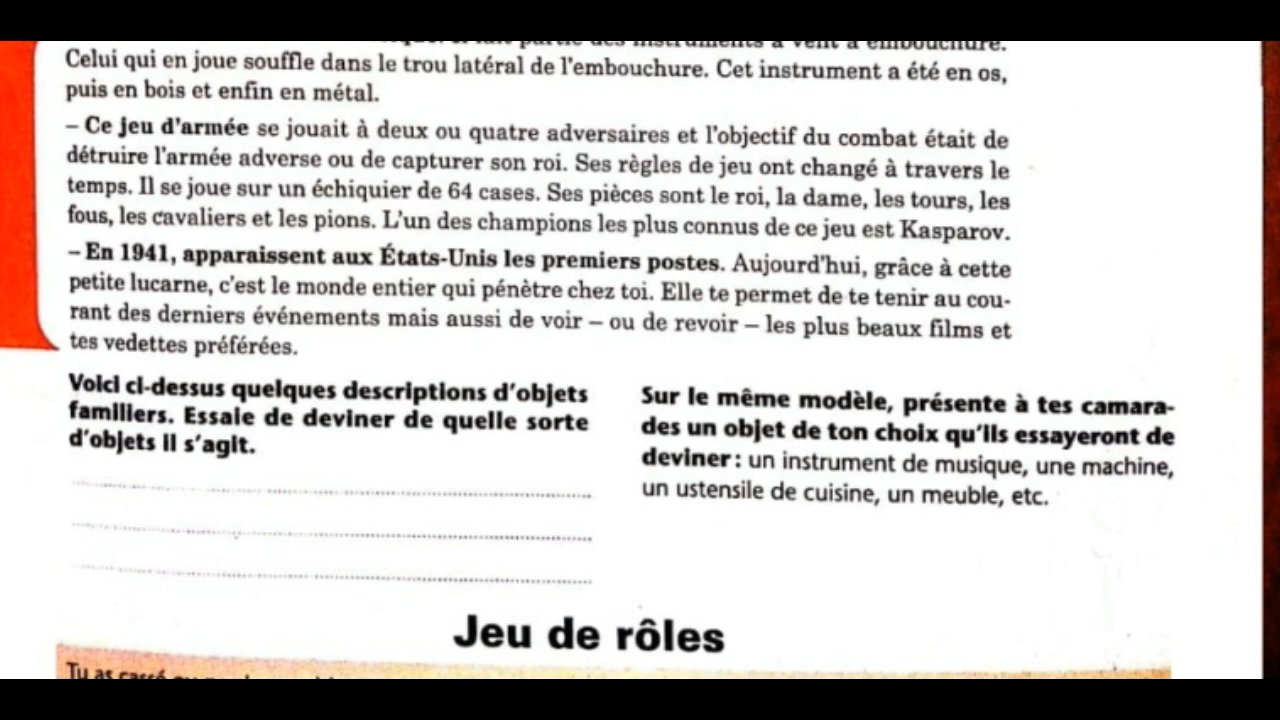 fait partie des instruments à vent à embouchure.
Celui qui en joue souffle dans le trou latéral de l'embouchure. Cet instrument a été en os,
puis en bois et enfin en métal.
– Ce jeu d'armée se jouait à deux ou quatre adversaires et l'objectif du combat était de
détruire l'armée adverse ou de capturer son roi. Ses règles de jeu ont changé à travers le
temps. Il se joue sur un échiquier de 64 cases. Ses pièces sont le roi, la dame, les tours, les
fous, les cavaliers et les pions. L'un des champions les plus connus de ce jeu est Kasparov.
– En 1941, apparaissent aux États-Unis les premiers postes. Aujourd'hui, grâce à cette
petite lucarne, c'est le monde entier qui pénètre chez toi. Elle te permet de te tenir au cou-
rant des derniers événements mais aussi de voir – ou de revoir – les plus beaux films et
tes vedettes préférées.
Voici ci-dessus quelques descriptions d'objets
familiers. Essaie de deviner de quelle sorte
d'objets il s'agit.
Sur le même modèle, présente à tes camara-
des un objet de ton choix qu'ils essayeront de
deviner : un instrument de musique, une machine,
un ustensile de cuisine, un meuble, etc.
Jeu de rôles
Tu as cassé